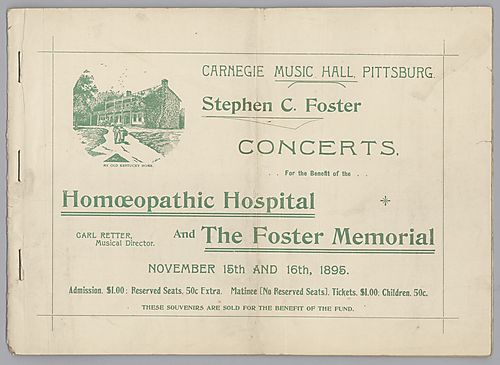 CARNEGIE MUSIC HALL, PITTSBURG.
Stephen C. Foster
CONCERTS,
MY OLD KENTUCKY HOME.
. . For the Benefit of the . .
Homœopathic Hospital
CARL RETTER,
Musical Director.
And The Foster Memorial
NOVEMBER 15th AND 16th, 1895.
Admission. $1.00; Reserved Seats. 50c Extra. Matinee [No Reserved Seats]. Tickets. $1.00; Children. 50c.
THESE SOUVENIRS ARE SOLD FOR THE BENEFIT OF THE FUND.